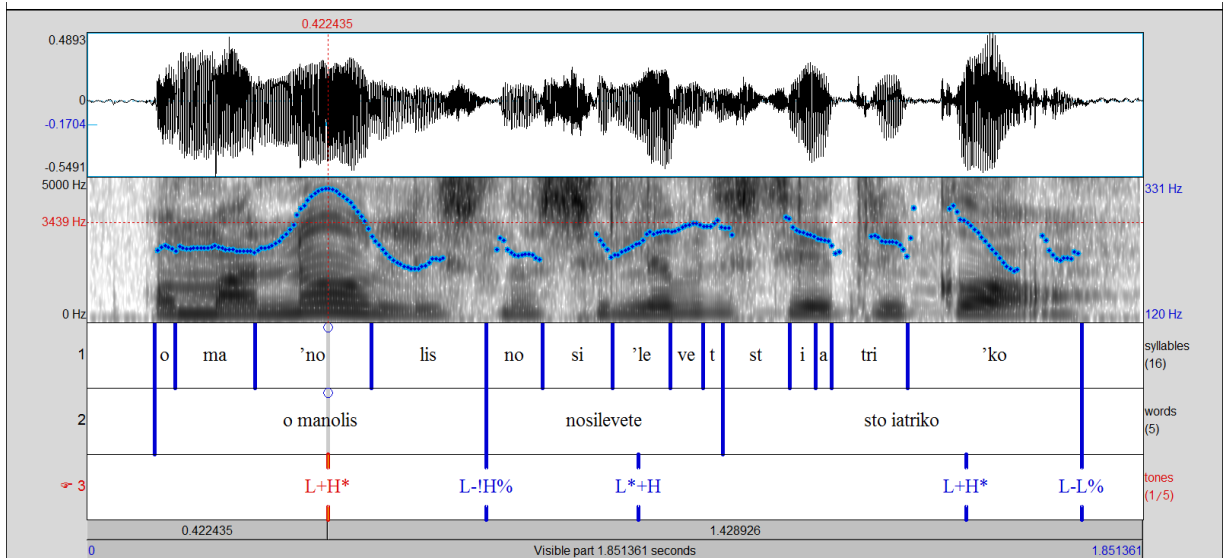 0.422435
0.4893
0
-0.1704
-0.5491
5000 Hz 331 Hz
3439 Hz
0 Hz 120 Hz
1 o ma ’no lis no si ’le ve t st i a tri ’ko syllables
(16)
2 o manolis nosilevete sto iatriko words
(5)
☞ 3 L+H* L-!H% L*+H L+H* L-L% tones
(1/5)
0.422435 1.428926
0 Visible part 1.851361 seconds 1.851361